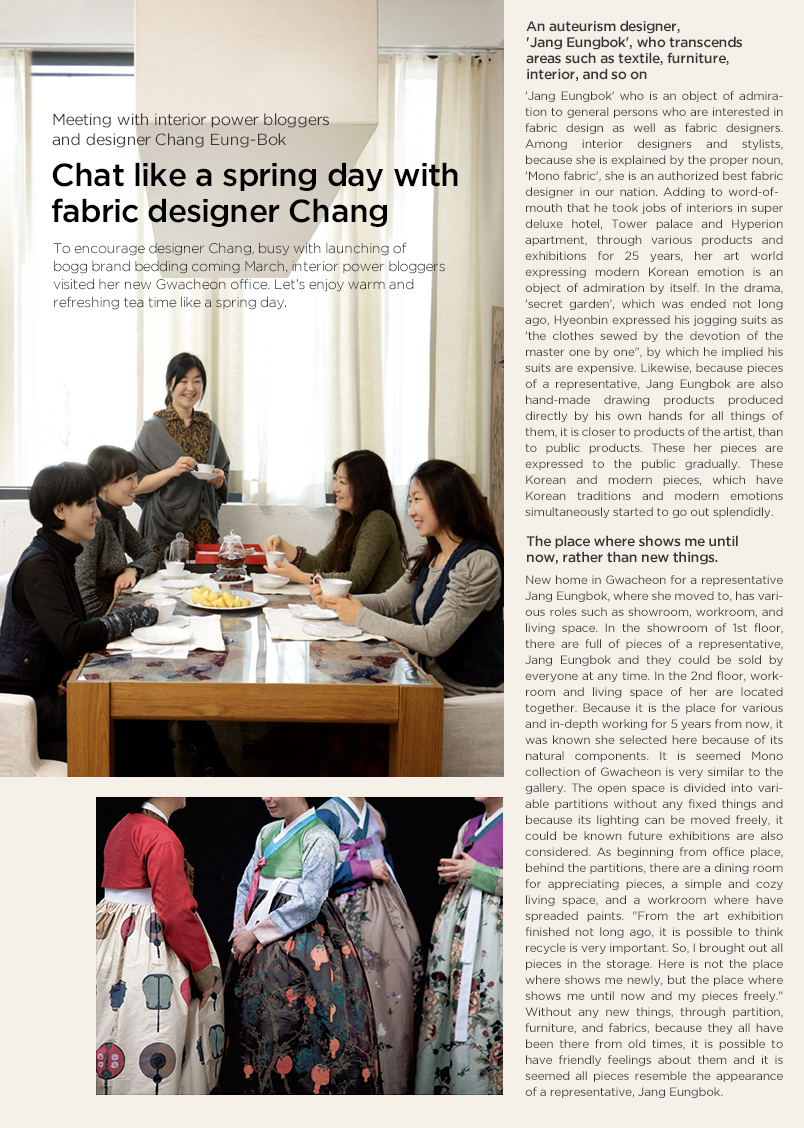 Meeting with interior power bloggers
and designer Chang Eung-Bok
Chat like a spring day with
fabric designer Chang
To encourage designer Chang, busy with launching of
bogg brand bedding coming March, interior power bloggers
visited her new Gwacheon office. Let's enjoy warm and
refreshing tea time like a spring day.
An auteurism designer,
'Jang Eungbok', who transcends
areas such as textile, furniture,
interior, and so on
'Jang Eungbok' who is an object of admira-
tion to general persons who are interested in
fabric design as well as fabric designers.
Among interior designers and stylists,
because she is explained by the proper noun,
'Mono fabric', she is an authorized best fabric
designer in our nation. Adding to word-of-
mouth that he took jobs of interiors in super
deluxe hotel, Tower palace and Hyperion
apartment, through various products and
exhibitions for 25 years, her art world
expressing modern Korean emotion is an
object of admiration by itself. In the drama,
'secret garden', which was ended not long
ago, Hyeonbin expressed his jogging suits as
'the clothes sewed by the devotion of the
master one by one", by which he implied his
suits are expensive. Likewise, because pieces
of a representative, Jang Eungbok are also
hand-made drawing products produced
directly by his own hands for all things of
them, it is closer to products of the artist, than
to public products. These her pieces are
expressed to the public gradually. These
Korean and modern pieces, which have
Korean traditions and modern emotions
simultaneously started to go out splendidly.
The place where shows me until
now, rather than new things.
New home in Gwacheon for a representative
Jang Eungbok, where she moved to, has vari-
ous roles such as showroom, workroom, and
living space. In the showroom of 1st floor,
there are full of pieces of a representative,
Jang Eungbok and they could be sold by
everyone at any time. In the 2nd floor, work-
room and living space of her are located
together. Because it is the place for various
and in-depth working for 5 years from now, it
was known she selected here because of its
natural components. It is seemed Mono
collection of Gwacheon is very similar to the
gallery. The open space is divided into vari-
able partitions without any fixed things and
because its lighting can be moved freely, it
could be known future exhibitions are also
considered. As beginning from office place,
behind the partitions, there are a dining room
for appreciating pieces, a simple and cozy
living space, and a workroom where have
spreaded paints. "From the art exhibition
finished not long ago, it is possible to think
recycle is very important. So, I brought out all
pieces in the storage. Here is not the place
where shows me newly, but the place where
shows me until now and my pieces freely."
Without any new things, through partition,
furniture, and fabrics, because they all have
been there from old times, it is possible to
have friendly feelings about them and it is
seemed all pieces resemble the appearance
of a representative, Jang Eungbok.